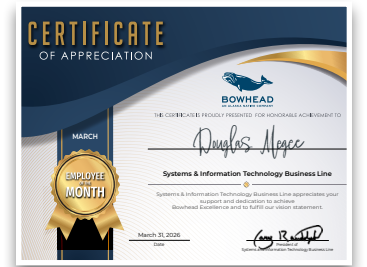 CERTIFICATE
OF APPRECIATION
BOWHEAD
AN ALASKA NATIVE COMPANY
THIS CERTIFICATE IS PROUDLY PRESENTED FOR HONORABLE ACHIEVEMENT TO
MARCH
Douglas Megee
EMPLOYEE
OF THE
MONTH
Systems & Information Technology Business Line
Systems & Information Technology Business Line appreciates your
support and dedication to achieve
Bowhead Excellence and to fulfill our vision statement.
March 31, 2026
Date
President of
Systems and Information Technology Business Line